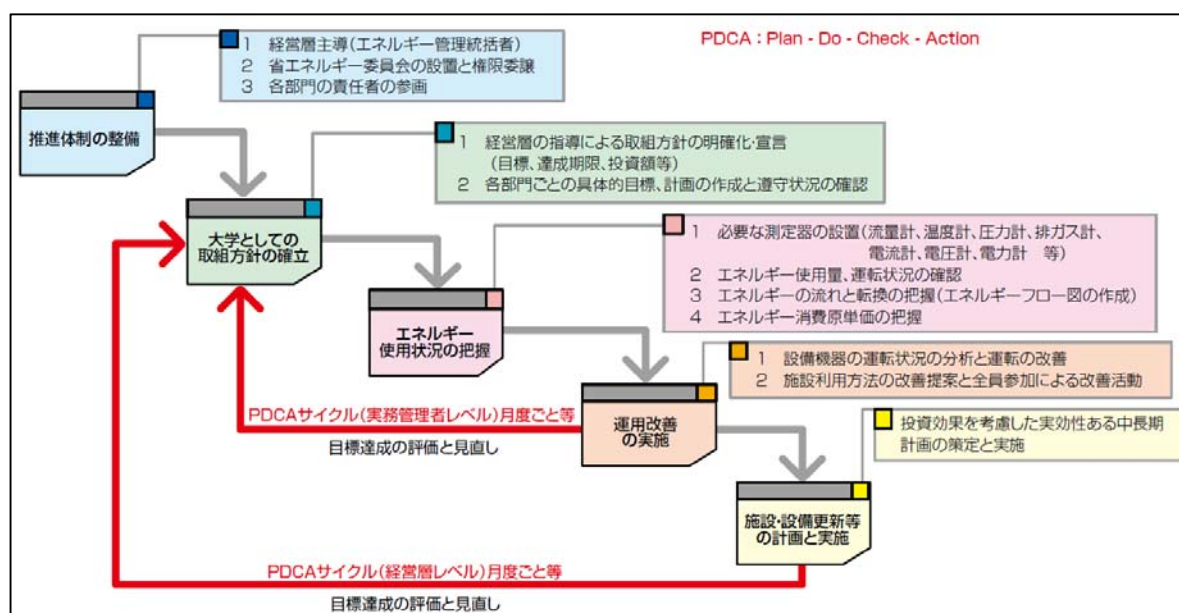 PDCA：Plan - Do - Check - Action
1 経営層主導（エネルギー管理統括者）
2 省エネルギー委員会の設置と権限委譲
3 各部門の責任者の参画
推進体制の整備
1 経営層の指導による取組方針の明確化・宣言
（目標、達成期限、投資額等）
2 各部門ごとの具体的目標、計画の作成と遵守状況の確認
大学としての
取組方針の確立
1 必要な測定器の設置（流量計、温度計、圧力計、排ガス計、
電流計、電圧計、電力計 等）
2 エネルギー使用量、運転状況の確認
3 エネルギーの流れと転換の把握（エネルギーフロー図の作成）
4 エネルギー消費原単価の把握
エネルギー
使用状況の把握
1 設備機器の運転状況の分析と運転の改善
2 施設利用方法の改善提案と全員参加による改善活動
運用改善
の実施
PDCAサイクル（実務管理者レベル）月度ごと等
目標達成の評価と見直し
投資効果を考慮した実効性ある中長期
計画の策定と実施
施設・設備更新等
の計画と実施
PDCAサイクル（経営層レベル）月度ごと等
目標達成の評価と見直し